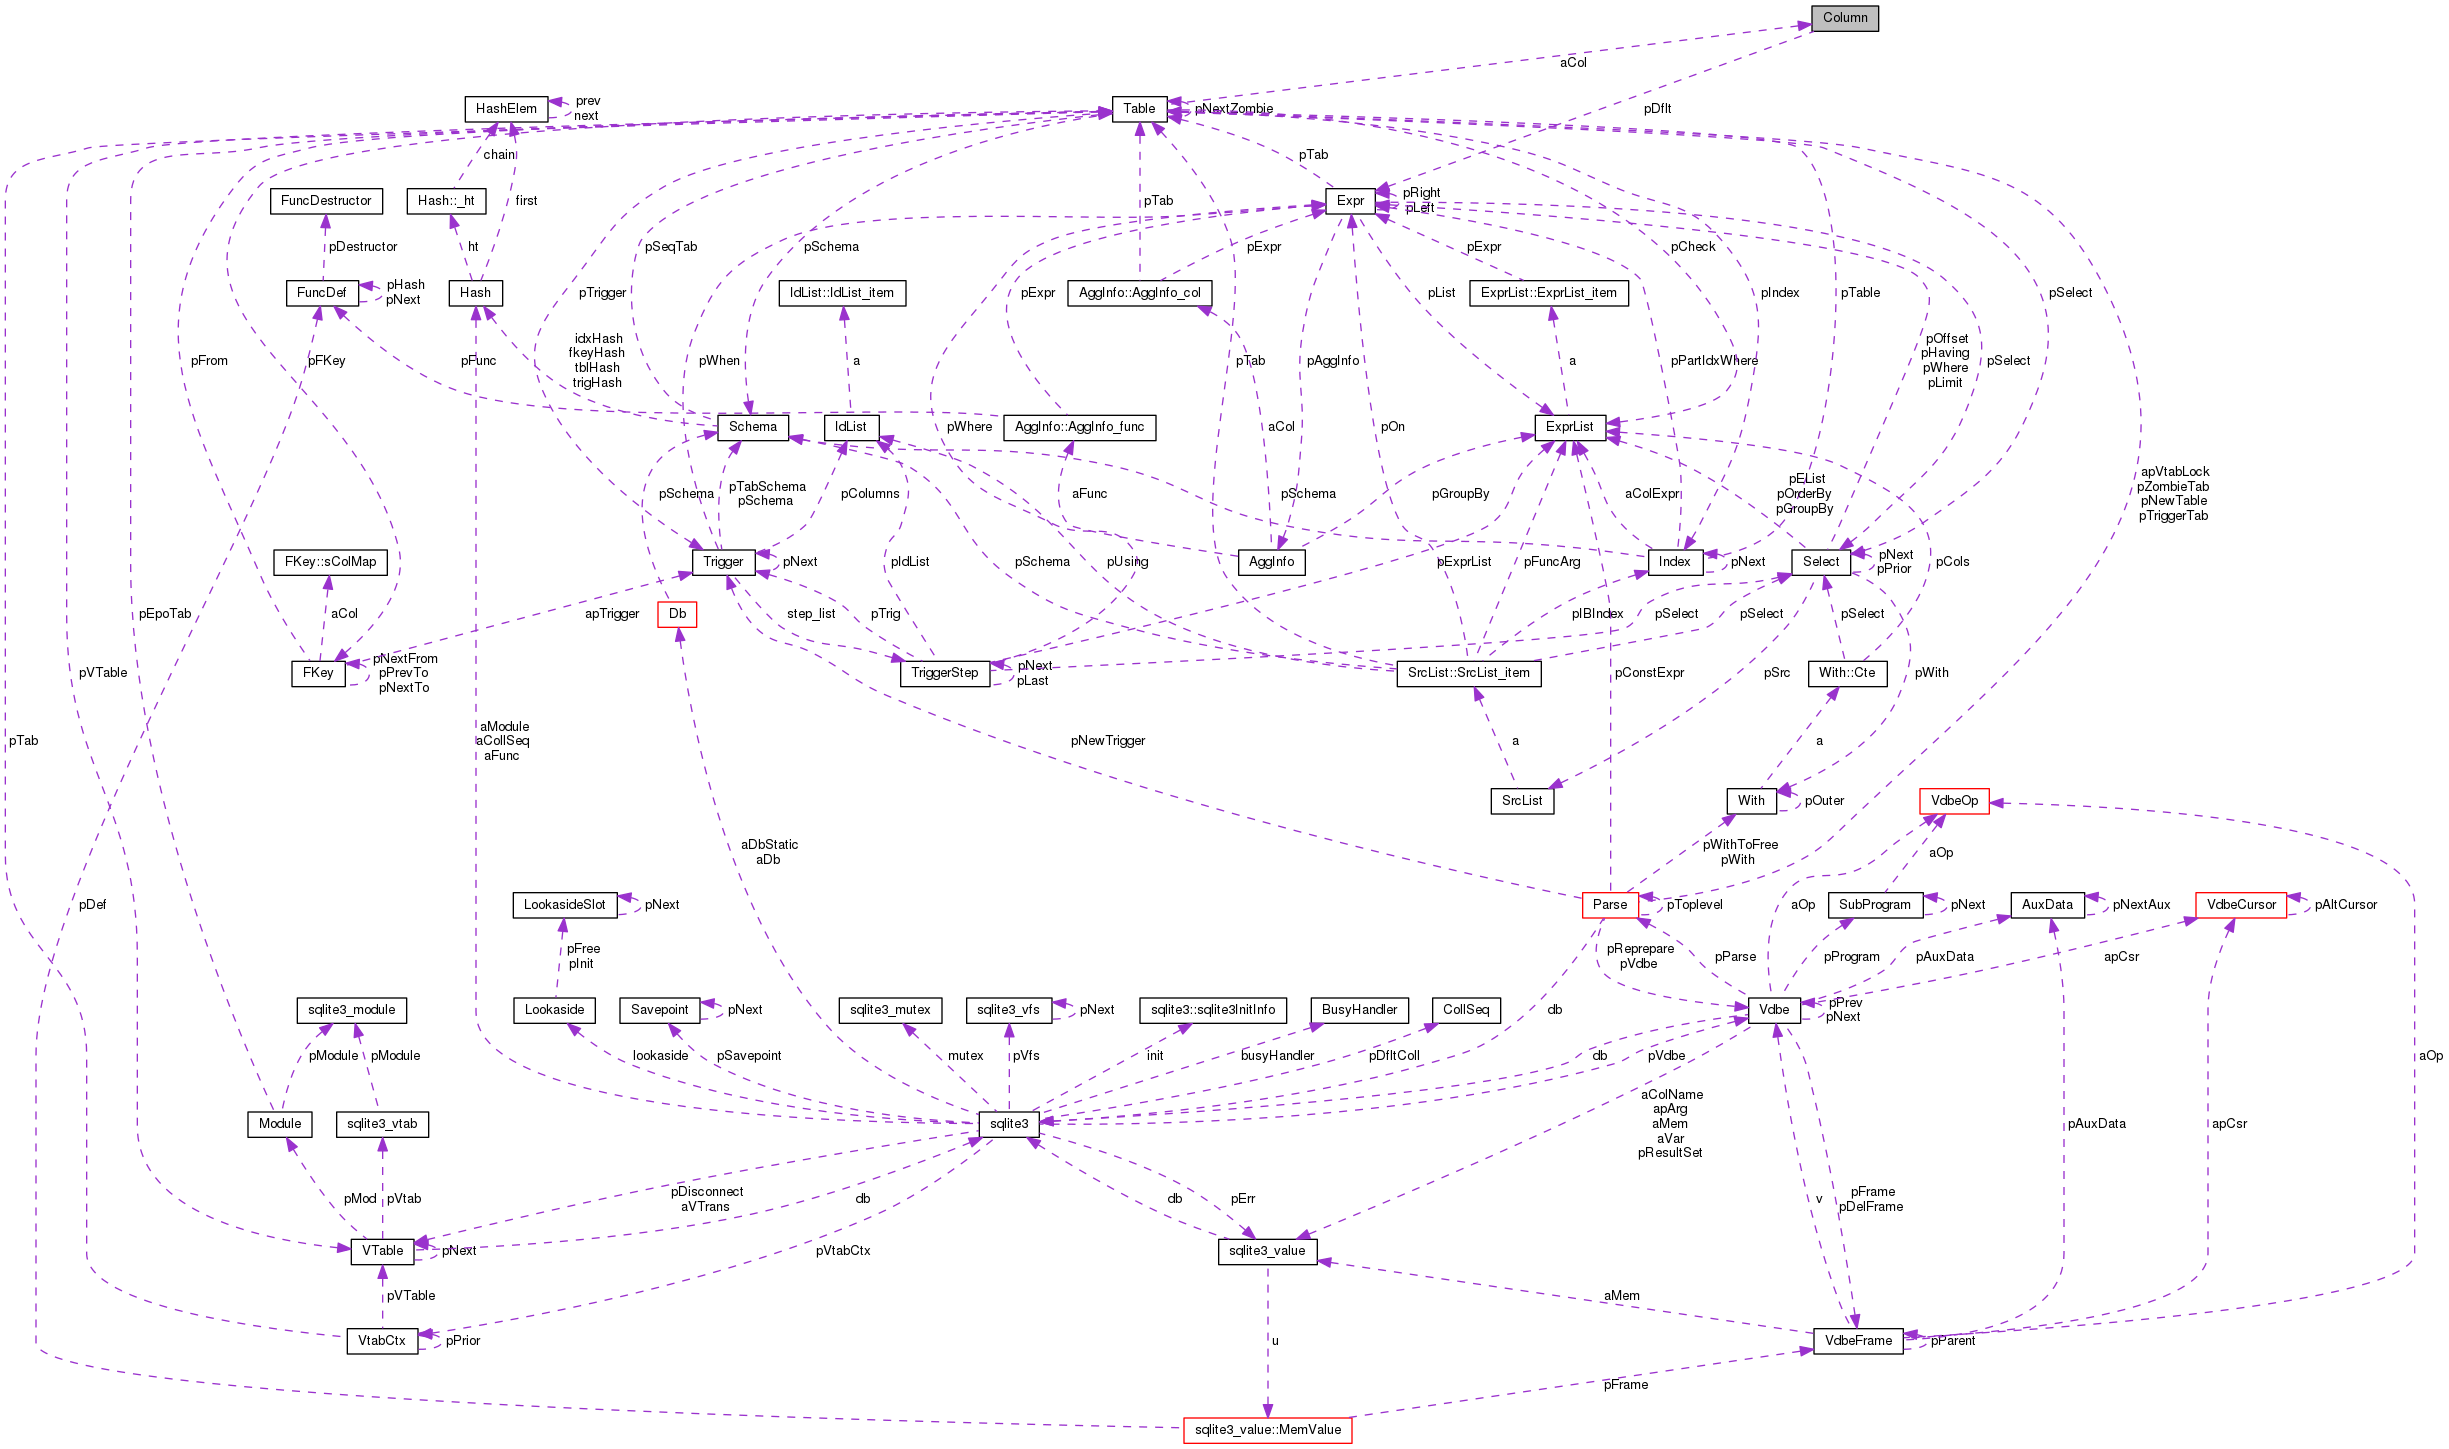 Column
aCol
HashElem
prev
next
Table
pNextZombie
pDflt
chain
pTab
FuncDestructor
Hash::_ht
first
pTab
Expr
pRight
pLeft
pDestructor
ht
pSeqTab
pSchema
pExpr
pExpr
pCheck
FuncDef
pHash
pNext
Hash
pTrigger
IdList::IdList_item
pExpr
AggInfo::AggInfo_col
pList
ExprList::ExprList_item
pIndex
pTable
pSelect
pFrom
pFKey
pFunc
idxHash
fkeyHash
tblHash
trigHash
pWhen
a
pTab
pAggInfo
a
pPartIdxWhere
pOffset
pHaving
pWhere
pLimit
pSelect
Schema
IdList
AggInfo::AggInfo_func
pWhere
aCol
pOn
ExprList
pSchema
pTabSchema
pSchema
pColumns
aFunc
pSchema
pGroupBy
aColExpr
pEList
pOrderBy
pGroupBy
apVtabLock
pZombieTab
pNewTable
pTriggerTab
FKey::sColMap
Trigger
pNext
pIdList
pSchema
pUsing
AggInfo
pExprList
pFuncArg
Index
pNext
Select
pNext
pPrior
pCols
aCol
apTrigger
Db
step_list
pTrig
pSelect
pIBIndex
pSelect
pSelect
pEpoTab
pVTable
FKey
pNextFrom
pPrevTo
pNextTo
TriggerStep
pNext
pLast
SrcList::SrcList_item
pConstExpr
pSrc
With::Cte
pWith
pTab
aModule
aCollSeq
aFunc
pNewTrigger
a
a
SrcList
With
pOuter
VdbeOp
aDbStatic
aDb
pWithToFree
pWith
aOp
pDef
LookasideSlot
pNext
Parse
pToplevel
aOp
SubProgram
pNext
AuxData
pNextAux
VdbeCursor
pAltCursor
pFree
pInit
pReprepare
pVdbe
pParse
pProgram
pAuxData
apCsr
sqlite3_module
Lookaside
Savepoint
pNext
sqlite3_mutex
sqlite3_vfs
pNext
sqlite3::sqlite3InitInfo
BusyHandler
CollSeq
db
Vdbe
pPrev
pNext
pModule
pModule
lookaside
pSavepoint
mutex
pVfs
init
busyHandler
pDfltColl
db
pVdbe
aOp
Module
sqlite3_vtab
sqlite3
aColName
apArg
aMem
aVar
pResultSet
pAuxData
apCsr
pMod
pVtab
pDisconnect
aVTrans
db
db
pErr
v
pFrame
pDelFrame
VTable
pNext
pVtabCtx
sqlite3_value
pVTable
aMem
VtabCtx
pPrior
u
VdbeFrame
pParent
pFrame
sqlite3_value::MemValue